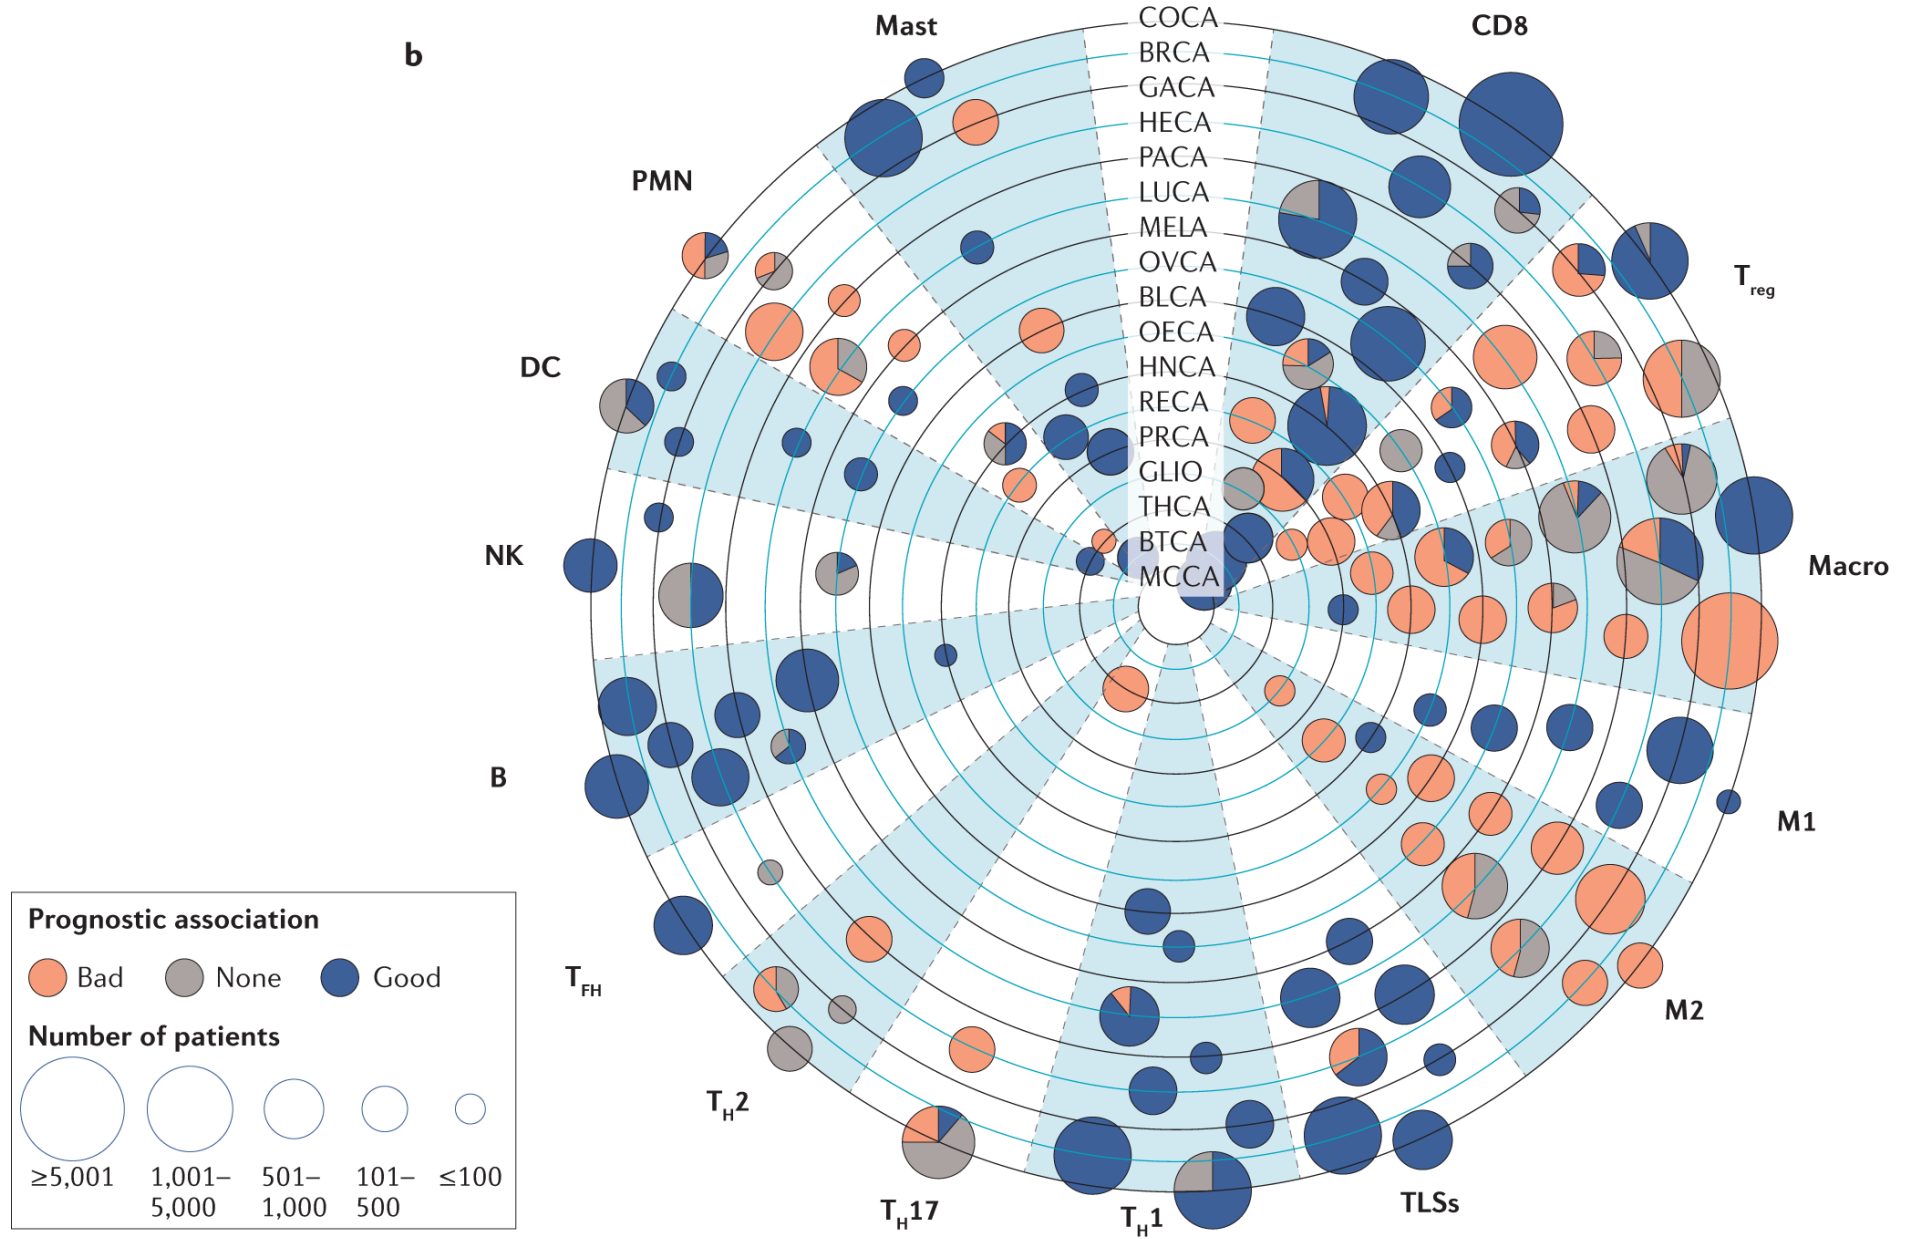 b
Mast
CD8
COCA
BRCA
GACA
HECA
PACA
LUCA
MELA
OVCA
BLCA
OECA
HNCA
RECA
PRCA
GLIO
THCA
BTCA
MCCA
PMN
Treg
DC
NK
Macro
B
M1
TFH
M2
TH2
TH17
TH1
TLSs
Prognostic association
Bad None Good
Number of patients
≥5,001 1,001– 501– 101– ≤100
5,000 1,000 500